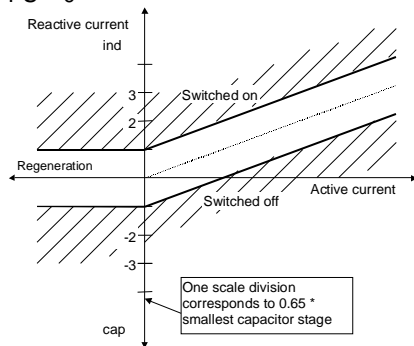 Reactive current
ind
3
2
Switched on
Regeneration
Active current
Switched off
-2
-3
One scale division
corresponds to 0.65 *
smallest capacitor stage
cap